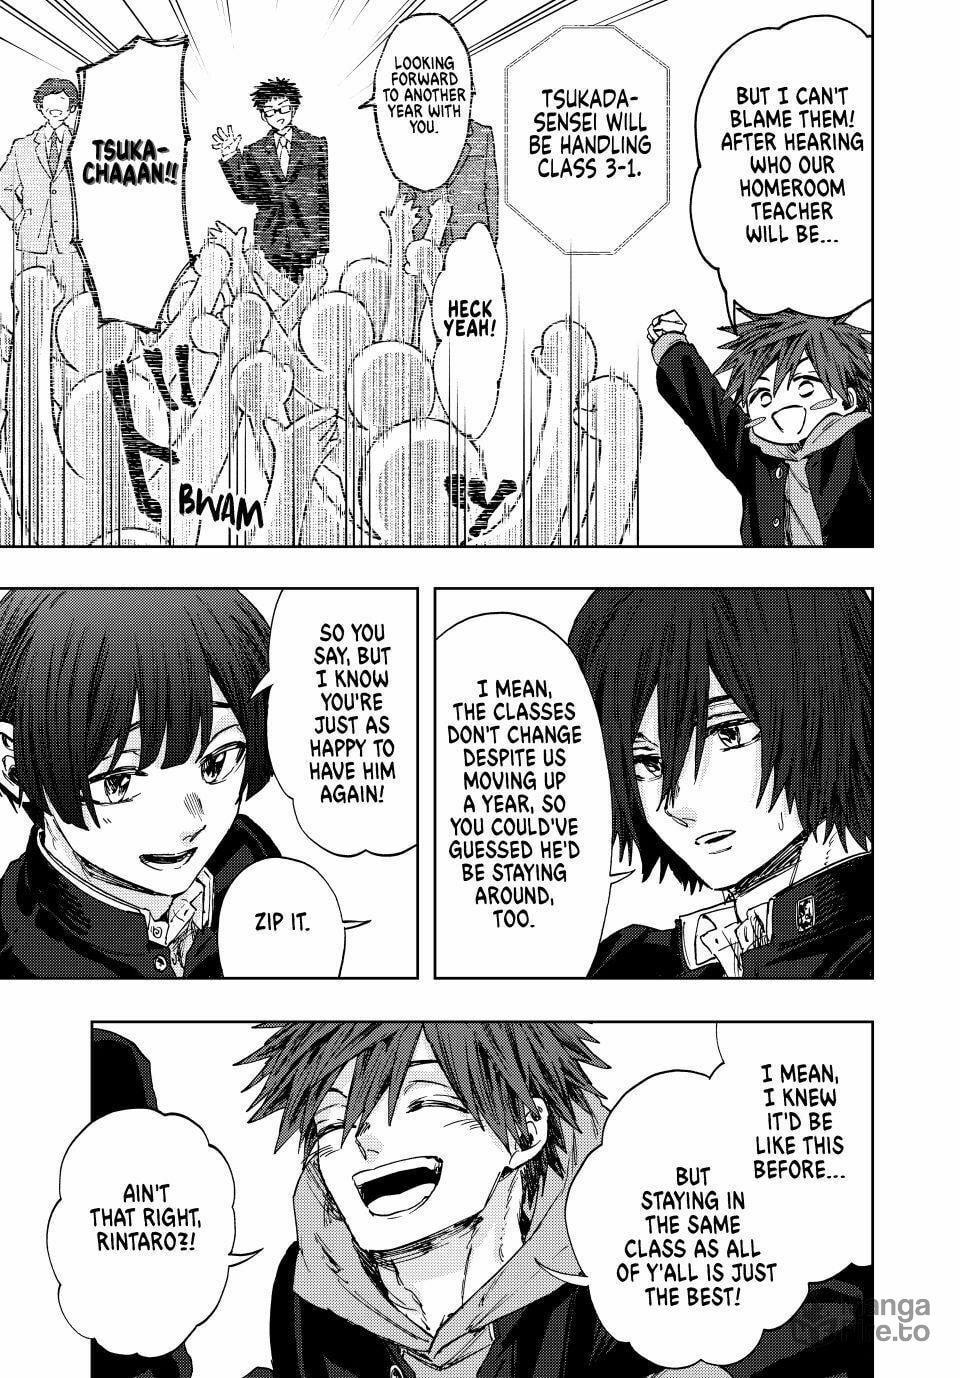 BUT I CAN'T
BLAME THEM!
AFTER HEARING
WHO OUR
HOMEROOM
TEACHER
WILL BE...
TSUKADA-
SENSEI WILL
BE HANDLING
CLASS 3-1.
LOOKING
FORWARD
TO ANOTHER
YEAR WITH
YOU.
HECK
YEAH!
TSUKA-
CHAAAN!!
BWAM
I MEAN,
THE CLASSES
DON'T CHANGE
DESPITE US
MOVING UP
A YEAR, SO
YOU COULD'VE
GUESSED HE'D
BE STAYING
AROUND,
TOO.
SO YOU
SAY, BUT
I KNOW
YOU'RE
JUST AS
HAPPY TO
HAVE HIM
AGAIN!
ZIP IT.
I MEAN,
I KNEW
IT'D BE
LIKE THIS
BEFORE...
BUT
STAYING IN
THE SAME
CLASS AS ALL
OF Y'ALL IS JUST
THE BEST!
AIN'T
THAT RIGHT,
RINTARO?!